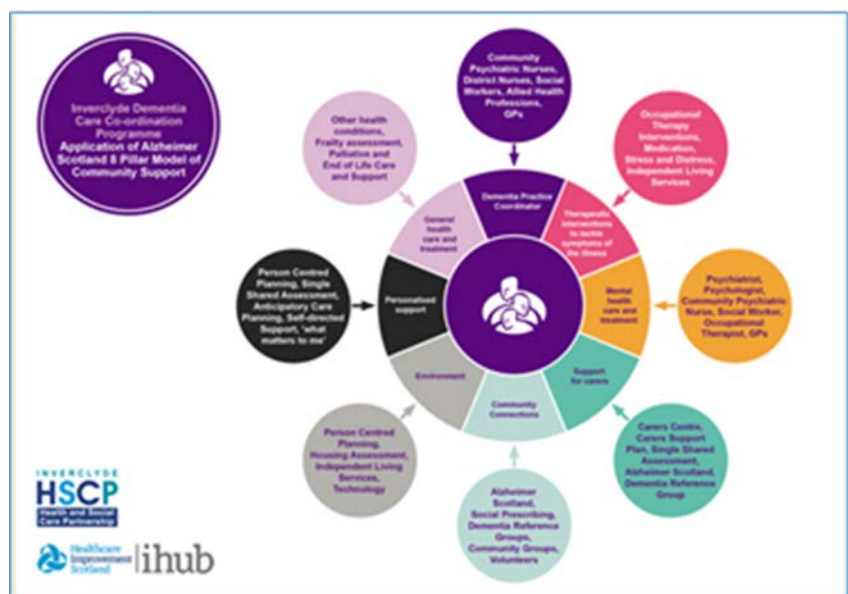 Inverclyde Dementia
Care Co-ordination
Programme
Application of Alzheimer
Scotland 8 Pillar Model of
Community Support
Community
Psychiatric Nurses,
District Nurses, Social
Workers, Allied Health
Professions,
GPs
Other health
conditions,
Frailty assessment,
Palliative and
End of Life Care
and Support
Occupational
Therapy
Interventions,
Medication,
Stress and Distress,
Independent Living
Services
Dementia Practice
Coordinator
General
health
care and
treatment
Therapeutic
interventions
to tackle
symptoms of
the illness
Person Centred
Planning, Single
Shared Assessment,
Anticipatory Care
Planning, Self-directed
Support, 'what
matters to me'
Personalised
support
Mental
health
care and
treatment
Psychiatrist,
Psychologist,
Community Psychiatric
Nurse, Social Worker,
Occupational
Therapist, GPs
Environment
Support
for carers
Community
Connections
Person Centred
Planning,
Housing Assessment,
Independent Living
Services,
Technology
Carers Centre,
Carers Support
Plan, Single Shared
Assessment,
Alzheimer Scotland,
Dementia Reference
Group
Alzheimer
Scotland,
Social Prescribing,
Dementia Reference
Groups,
Community Groups,
Volunteers
INVERCLYDE
HSCP
Health and Social
Care Partnership
Healthcare
Improvement
Scotland
ihub